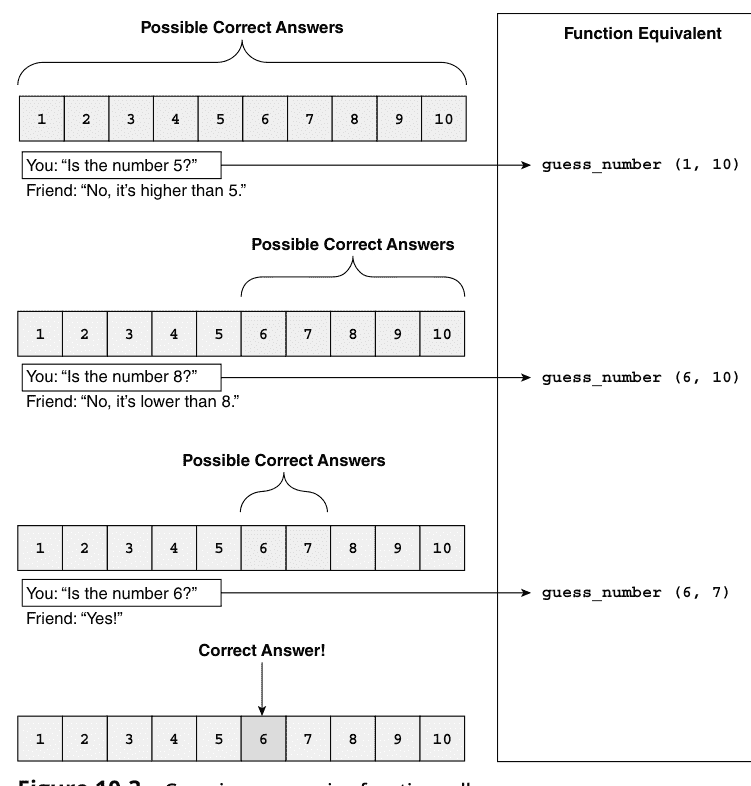 Possible Correct Answers
Function Equivalent
1 2 3 4 5 6 7 8 9 10
You: “Is the number 5?”
guess_number (1, 10)
Friend: “No, it’s higher than 5.”
Possible Correct Answers
1 2 3 4 5 6 7 8 9 10
You: “Is the number 8?”
guess_number (6, 10)
Friend: “No, it’s lower than 8.”
Possible Correct Answers
1 2 3 4 5 6 7 8 9 10
You: “Is the number 6?”
guess_number (6, 7)
Friend: “Yes!”
Correct Answer!
1 2 3 4 5 6 7 8 9 10